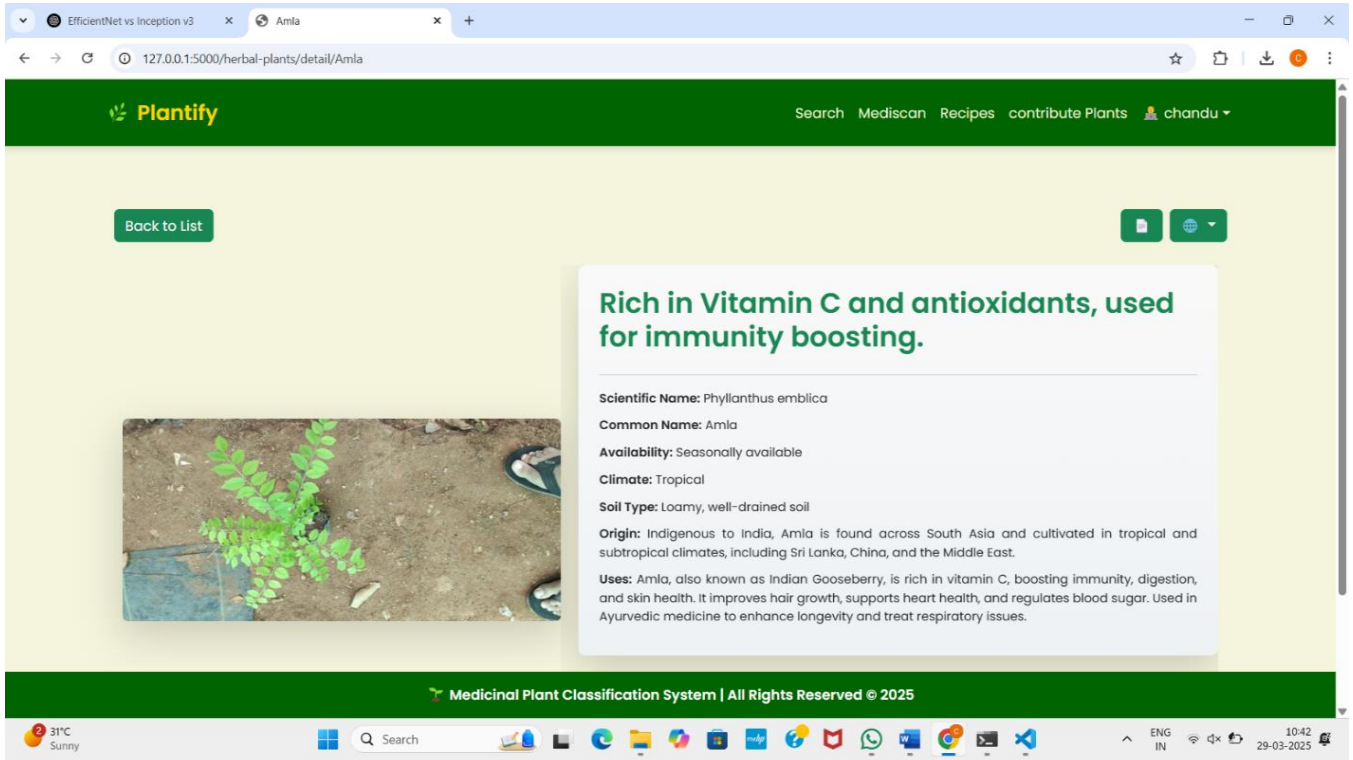 EfficientNet vs Inception v3
Amla
127.0.0.1:5000/herbal-plants/detail/Amla
C
Plantify
Search Mediscan Recipes contribute Plants chandu
Back to List
Rich in Vitamin C and antioxidants, used
for immunity boosting.
Scientific Name: Phyllanthus emblica
Common Name: Amla
Availability: Seasonally available
Climate: Tropical
Soil Type: Loamy, well-drained soil
Origin: Indigenous to India, Amla is found across South Asia and cultivated in tropical and
subtropical climates, including Sri Lanka, China, and the Middle East.
Uses: Amla, also known as Indian Gooseberry, is rich in vitamin C, boosting immunity, digestion,
and skin health. It improves hair growth, supports heart health, and regulates blood sugar. Used in
Ayurvedic medicine to enhance longevity and treat respiratory issues.
Medicinal Plant Classification System | All Rights Reserved © 2025
2
31°C
Sunny
Search
ENG
IN
10:42
29-03-2025